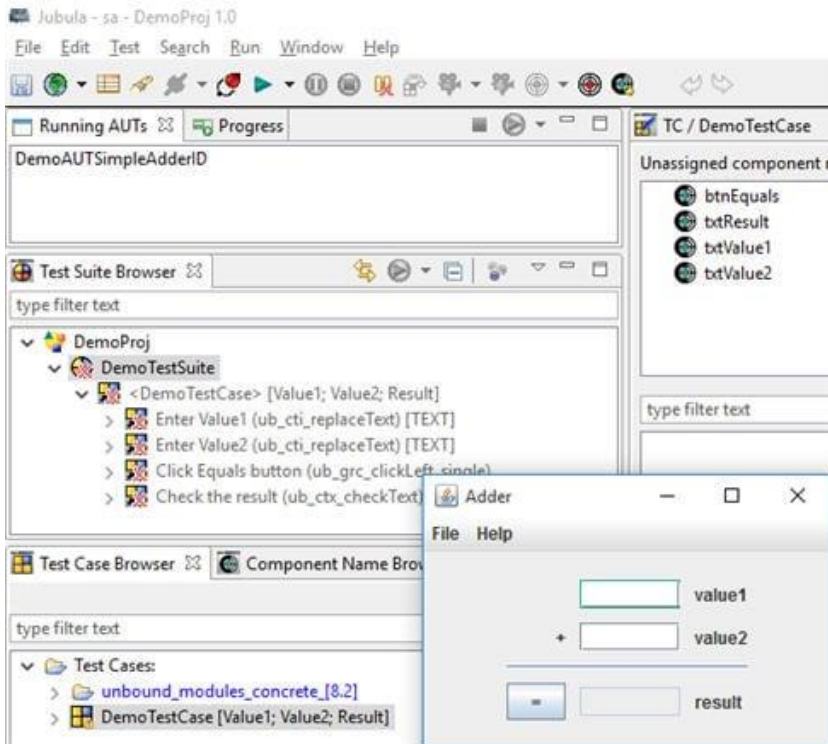 Jubula - sa - DemoProj 1.0
File Edit Test Search Run Window Help
Running AUTs Progress
DemoAUTSimpleAdderID
Test Suite Browser
type filter text
DemoProj
DemoTestSuite
<DemoTestCase> [Value1; Value2; Result]
Enter Value1 (ub_cti_replaceText) [TEXT]
Enter Value2 (ub_cti_replaceText) [TEXT]
Click Equals button (ub_grc_clickLeft_single)
Check the result (ub_ctx_checkText)
Test Case Browser Component Name Brow
type filter text
Test Cases:
unbound_modules_concrete_[8.2]
DemoTestCase [Value1; Value2; Result]
TC / DemoTestCase
Unassigned component
btnEquals
txtResult
txtValue1
txtValue2
type filter text
Adder
File Help
value1
+ value2
= result